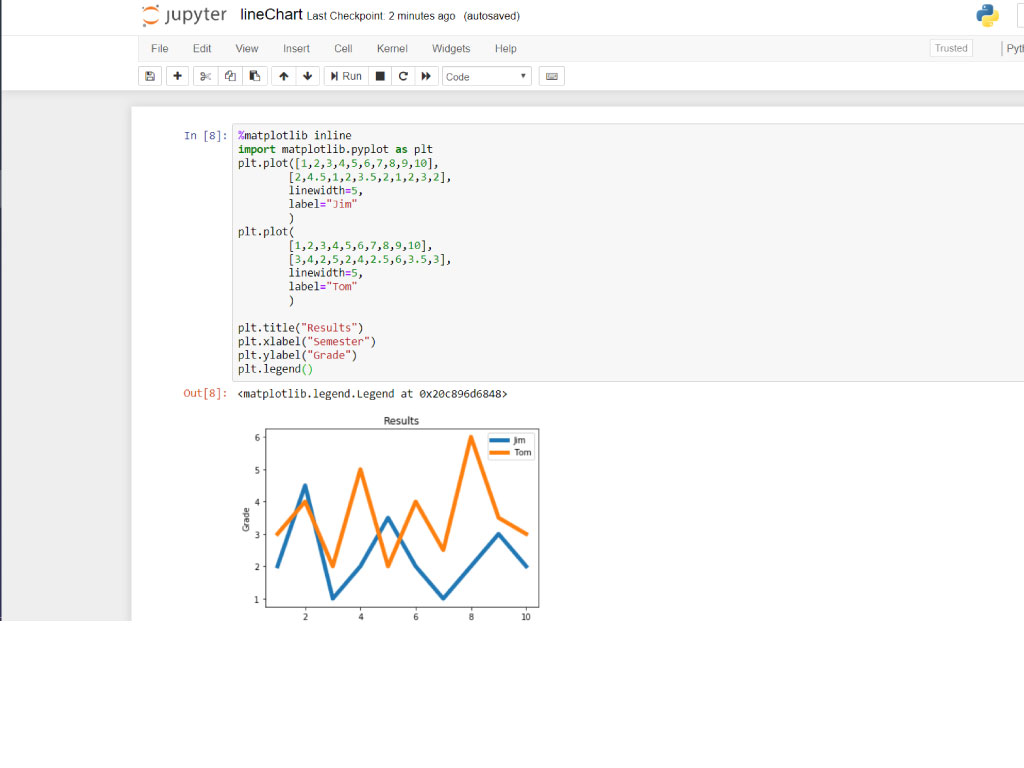 jupyter lineChart Last Checkpoint: 2 minutes ago (autosaved)
File Edit View Insert Cell Kernel Widgets Help Trusted
Run Code
In [8]: %matplotlib inline
import matplotlib.pyplot as plt
plt.plot([1,2,3,4,5,6,7,8,9,10],
[2,4.5,1,2,3.5,2,1,2,3,2],
linewidth=5,
label="Jim"
)
plt.plot(
[1,2,3,4,5,6,7,8,9,10],
[3,4,2,5,2,4,2.5,6,3.5,3],
linewidth=5,
label="Tom"
)
plt.title("Results")
plt.xlabel("Semester")
plt.ylabel("Grade")
plt.legend()
Out[8]: <matplotlib.legend.Legend at 0x20c896d6848>
Results
Jim
Tom
Grade
6
5
4
3
2
1
2 4 6 8 10